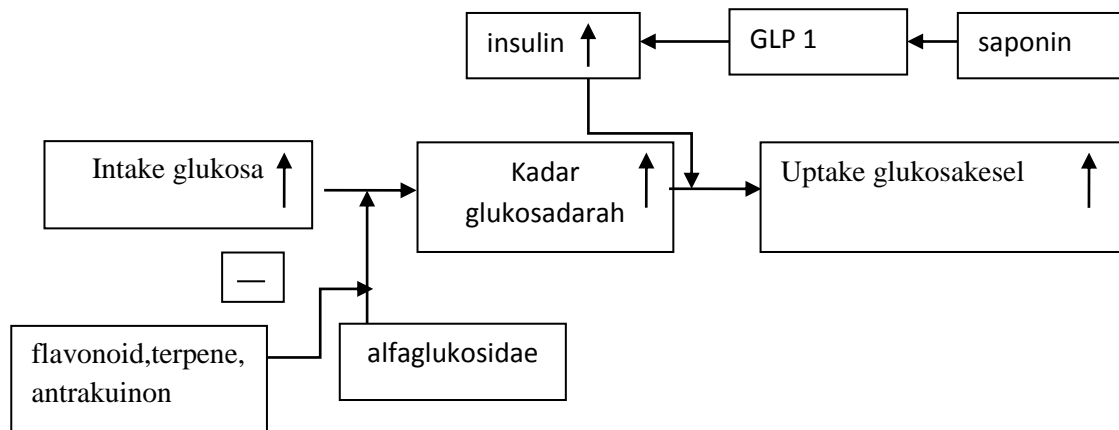 insulin
GLP 1
saponin
Intake glukosa
Kadar
glukosadarah
Uptake glukosakesel
—
flavonoid,terpene,
antrakuinon
alfaglukosidae